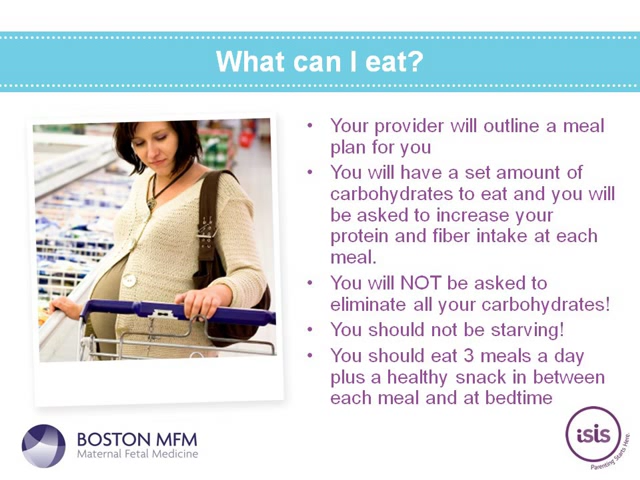 What can I eat?
• Your provider will outline a meal
plan for you
• You will have a set amount of
carbohydrates to eat and you will
be asked to increase your
protein and fiber intake at each
meal.
• You will NOT be asked to
eliminate all your carbohydrates!
• You should not be starving!
• You should eat 3 meals a day
plus a healthy snack in between
each meal and at bedtime
BOSTON MFM
Maternal Fetal Medicine
isis
Parenting Starts Here.